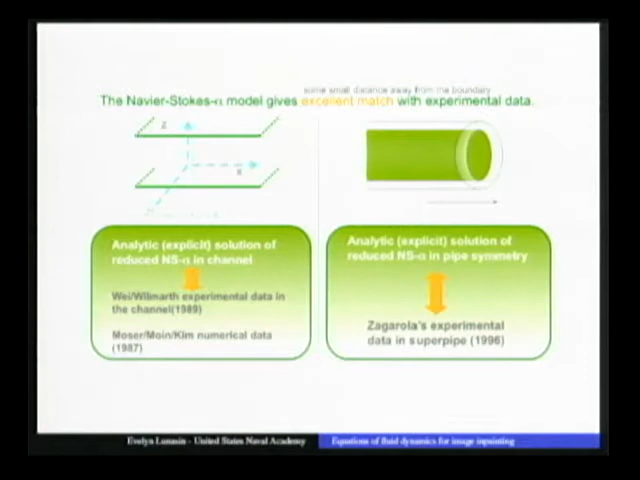 some small distance away from the boundary
The Navier-Stokes-α model gives excellent match with experimental data.
z
x
Analytic (explicit) solution of
reduced NS-α in channel
Wei/Willmarth experimental data in
the channel(1989)
Moser/Moin/Kim numerical data
(1987)
Analytic (explicit) solution of
reduced NS-α in pipe symmetry
Zagarola's experimental
data in superpipe (1996)
Evelyn Lunasin - United States Naval Academy
Equations of fluid dynamics for image inpainting